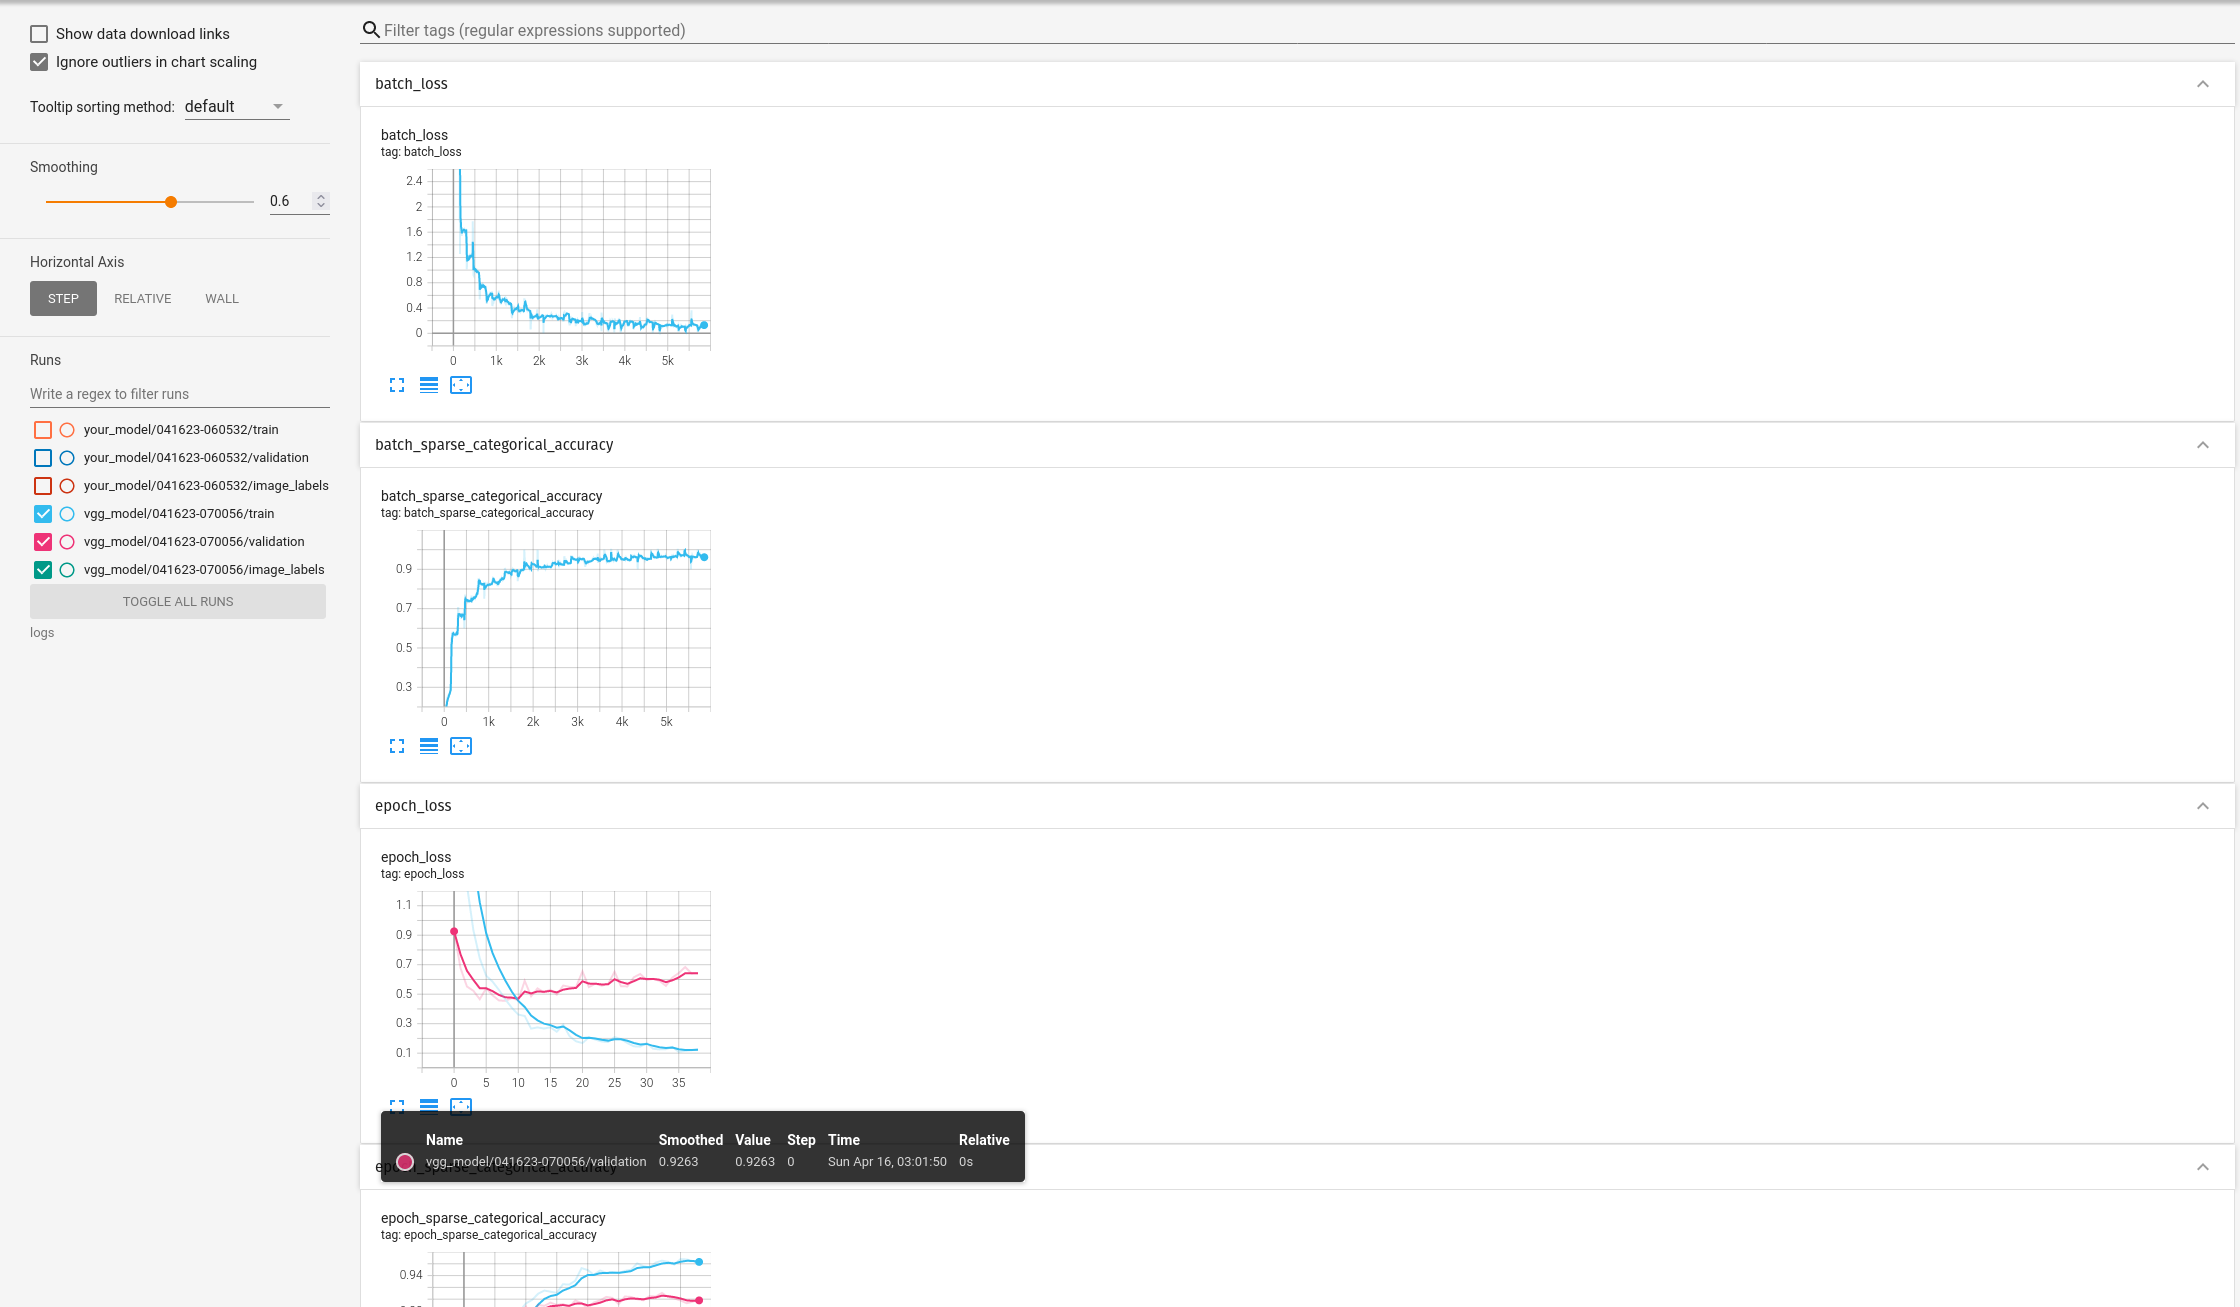 Show data download links
Ignore outliers in chart scaling
Tooltip sorting method: default
Smoothing
0.6
Horizontal Axis
STEP RELATIVE WALL
Runs
Write a regex to filter runs
your_model/041623-060532/train
your_model/041623-060532/validation
your_model/041623-060532/image_labels
vgg_model/041623-070056/train
vgg_model/041623-070056/validation
vgg_model/041623-070056/image_labels
TOGGLE ALL RUNS
logs
Filter tags (regular expressions supported)
batch_loss
batch_loss
tag: batch_loss
2.4
2
1.6
1.2
0.8
0.4
0
0 1k 2k 3k 4k 5k
batch_sparse_categorical_accuracy
batch_sparse_categorical_accuracy
tag: batch_sparse_categorical_accuracy
0.9
0.7
0.5
0.3
0 1k 2k 3k 4k 5k
epoch_loss
epoch_loss
tag: epoch_loss
1.1
0.9
0.7
0.5
0.3
0.1
0 5 10 15 20 25 30 35
Name Smoothed Value Step Time Relative
vgg_model/041623-070056/validation 0.9263 0.9263 0 Sun Apr 16, 03:01:50 0s
epoch_sparse_categorical_accuracy
epoch_sparse_categorical_accuracy
tag: epoch_sparse_categorical_accuracy
0.94